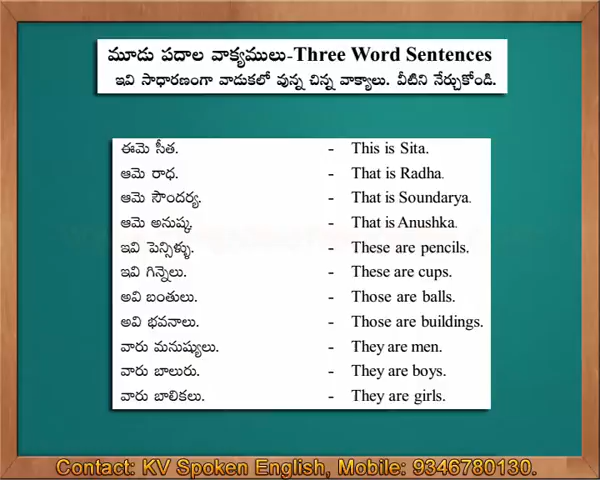 మూడు పదాల వాక్యములు-Three Word Sentences
ఇవి సాధారణంగా వాడుకలో వున్న చిన్న వాక్యాలు. వీటిని నేర్చుకోండి.
ఈమె సీత. - This is Sita.
ఆమె రాధ. - That is Radha.
ఆమె సౌందర్య. - That is Soundarya.
ఆమె అనుష్క. - That is Anushka.
ఇవి పెన్సిళ్ళు. - These are pencils.
ఇవి గిన్నెలు. - These are cups.
అవి బంతులు. - Those are balls.
అవి భవనాలు. - Those are buildings.
వారు మనుష్యులు. - They are men.
వారు బాలురు. - They are boys.
వారు బాలికలు. - They are girls.
Contact: KV Spoken English, Mobile: 9346780130.